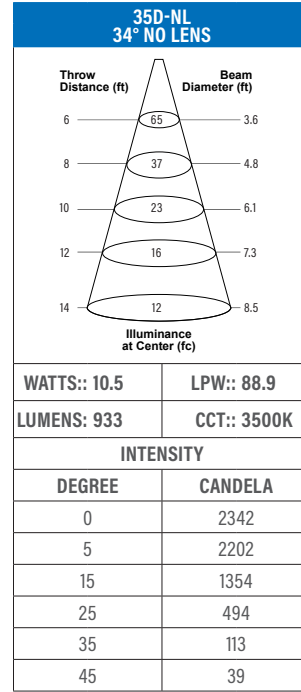 35D-NL
34° NO LENS
Throw Beam
Distance (ft) Diameter (ft)
6 65 3.6
8 37 4.8
10 23 6.1
12 16 7.3
14 12 8.5
Illuminance
at Center (fc)
WATTS:: 10.5 LPW:: 88.9
LUMENS: 933 CCT:: 3500K
INTENSITY
DEGREE CANDELA
0 2342
5 2202
15 1354
25 494
35 113
45 39